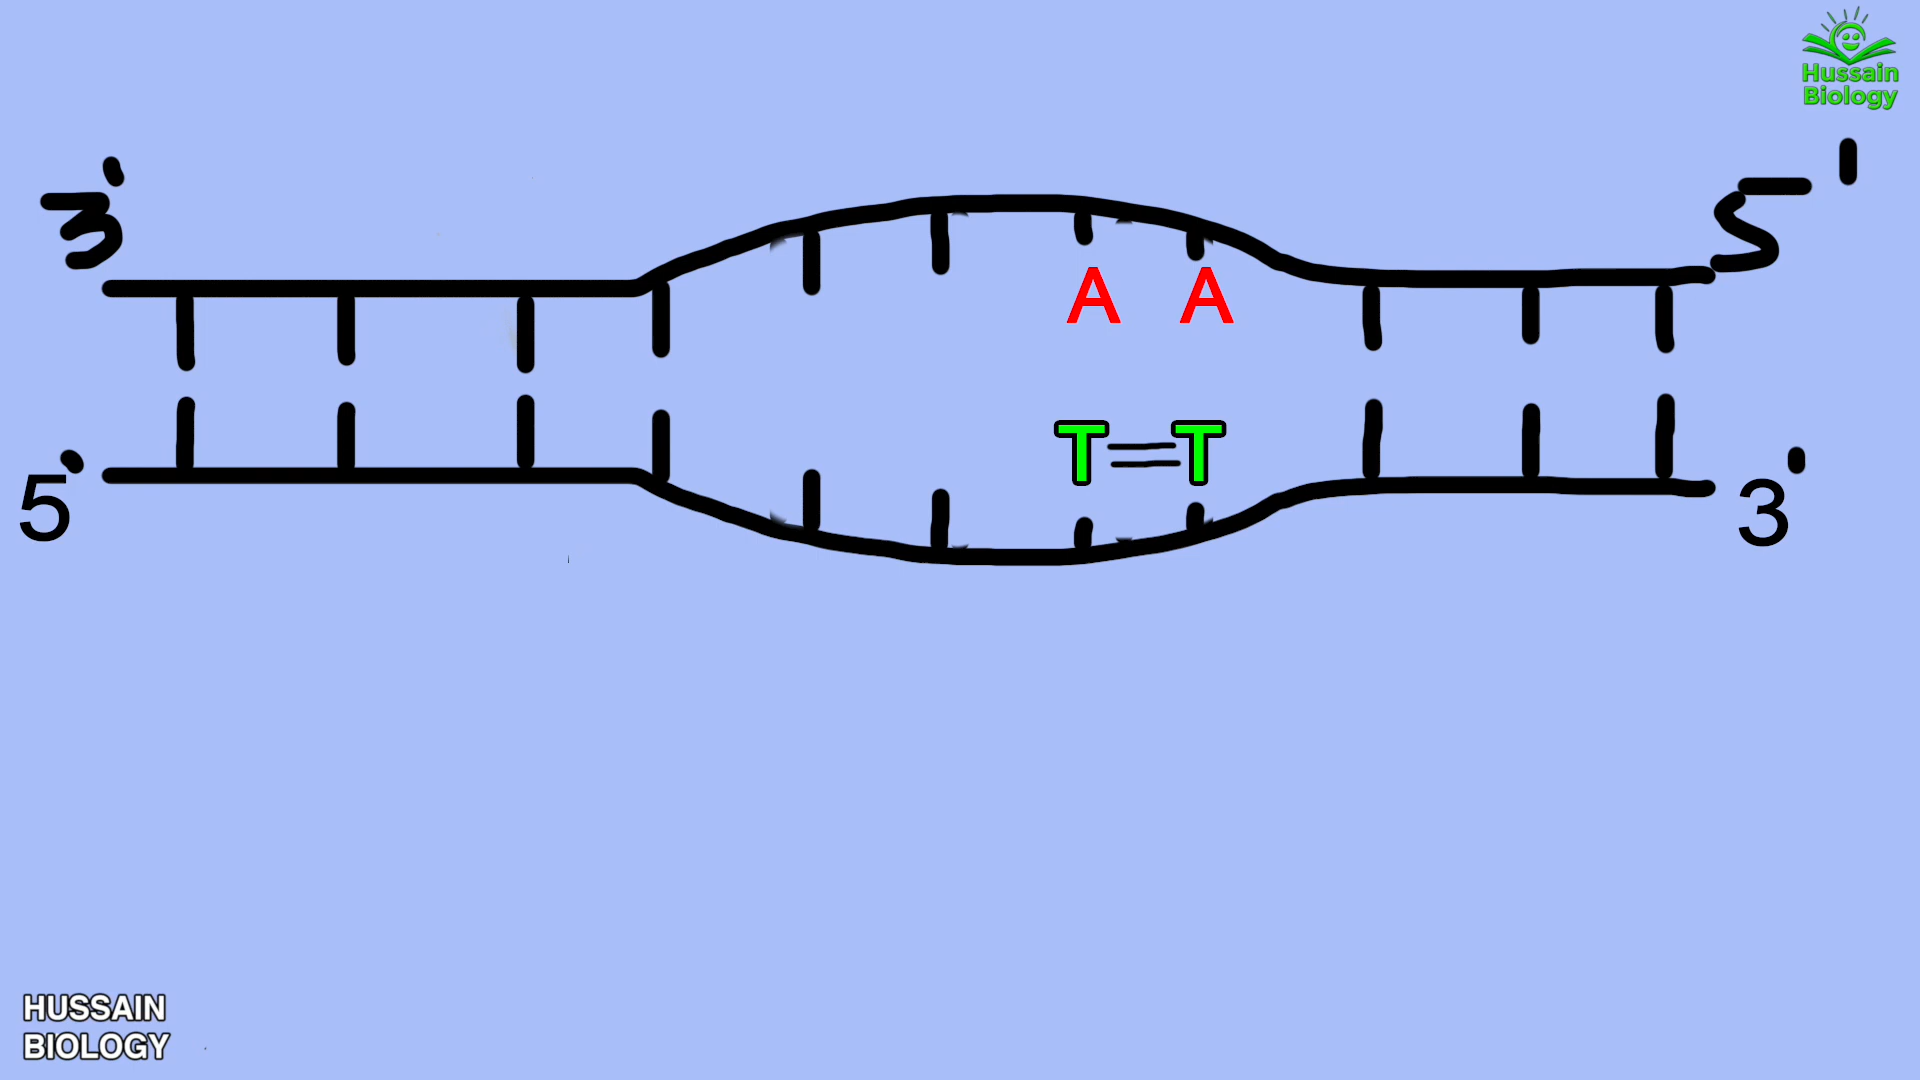 Hussain
Biology
3' 5'
A A
T=T
5' 3'
HUSSAIN
BIOLOGY